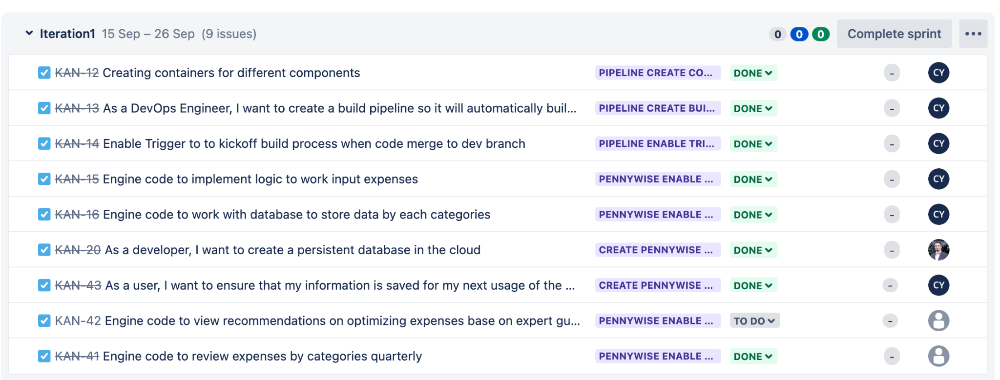 Iteration1 15 Sep – 26 Sep (9 issues) 0 0 0 Complete sprint •••
KAN-12 Creating containers for different components PIPELINE CREATE CO... DONE - CY
KAN-13 As a DevOps Engineer, I want to create a build pipeline so it will automatically buil... PIPELINE CREATE BUI... DONE - CY
KAN-14 Enable Trigger to to kickoff build process when code merge to dev branch PIPELINE ENABLE TRI... DONE - CY
KAN-15 Engine code to implement logic to work input expenses PENNYWISE ENABLE ... DONE - CY
KAN-16 Engine code to work with database to store data by each categories PENNYWISE ENABLE ... DONE - CY
KAN-20 As a developer, I want to create a persistent database in the cloud CREATE PENNYWISE ... DONE -
KAN-43 As a user, I want to ensure that my information is saved for my next usage of the ... CREATE PENNYWISE ... DONE - CY
KAN-42 Engine code to view recommendations on optimizing expenses base on expert gu... PENNYWISE ENABLE ... TO DO -
KAN-41 Engine code to review expenses by categories quarterly PENNYWISE ENABLE ... DONE -